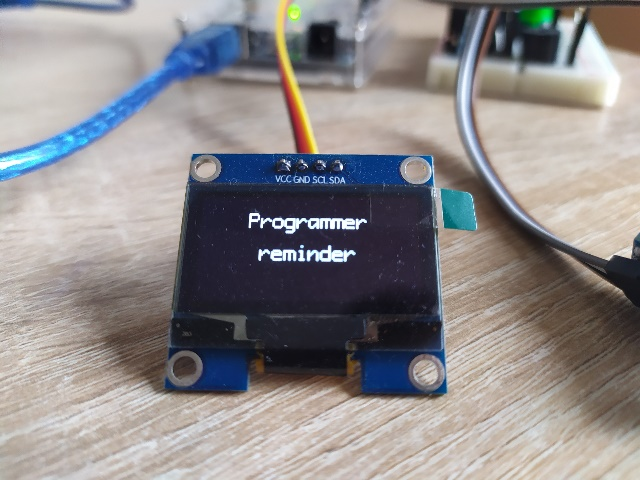 VCC GND SCL SDA
Programmer
reminder